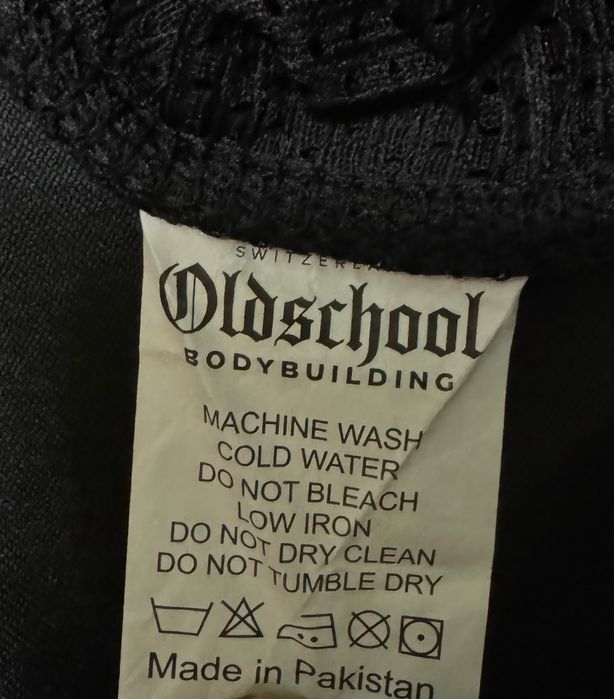 SWITZERLA
Oldschool
BODYBUILDING
MACHINE WASH
COLD WATER
DO NOT BLEACH
LOW IRON
DO NOT DRY CLEAN
DO NOT TUMBLE DRY
Made in Pakistan